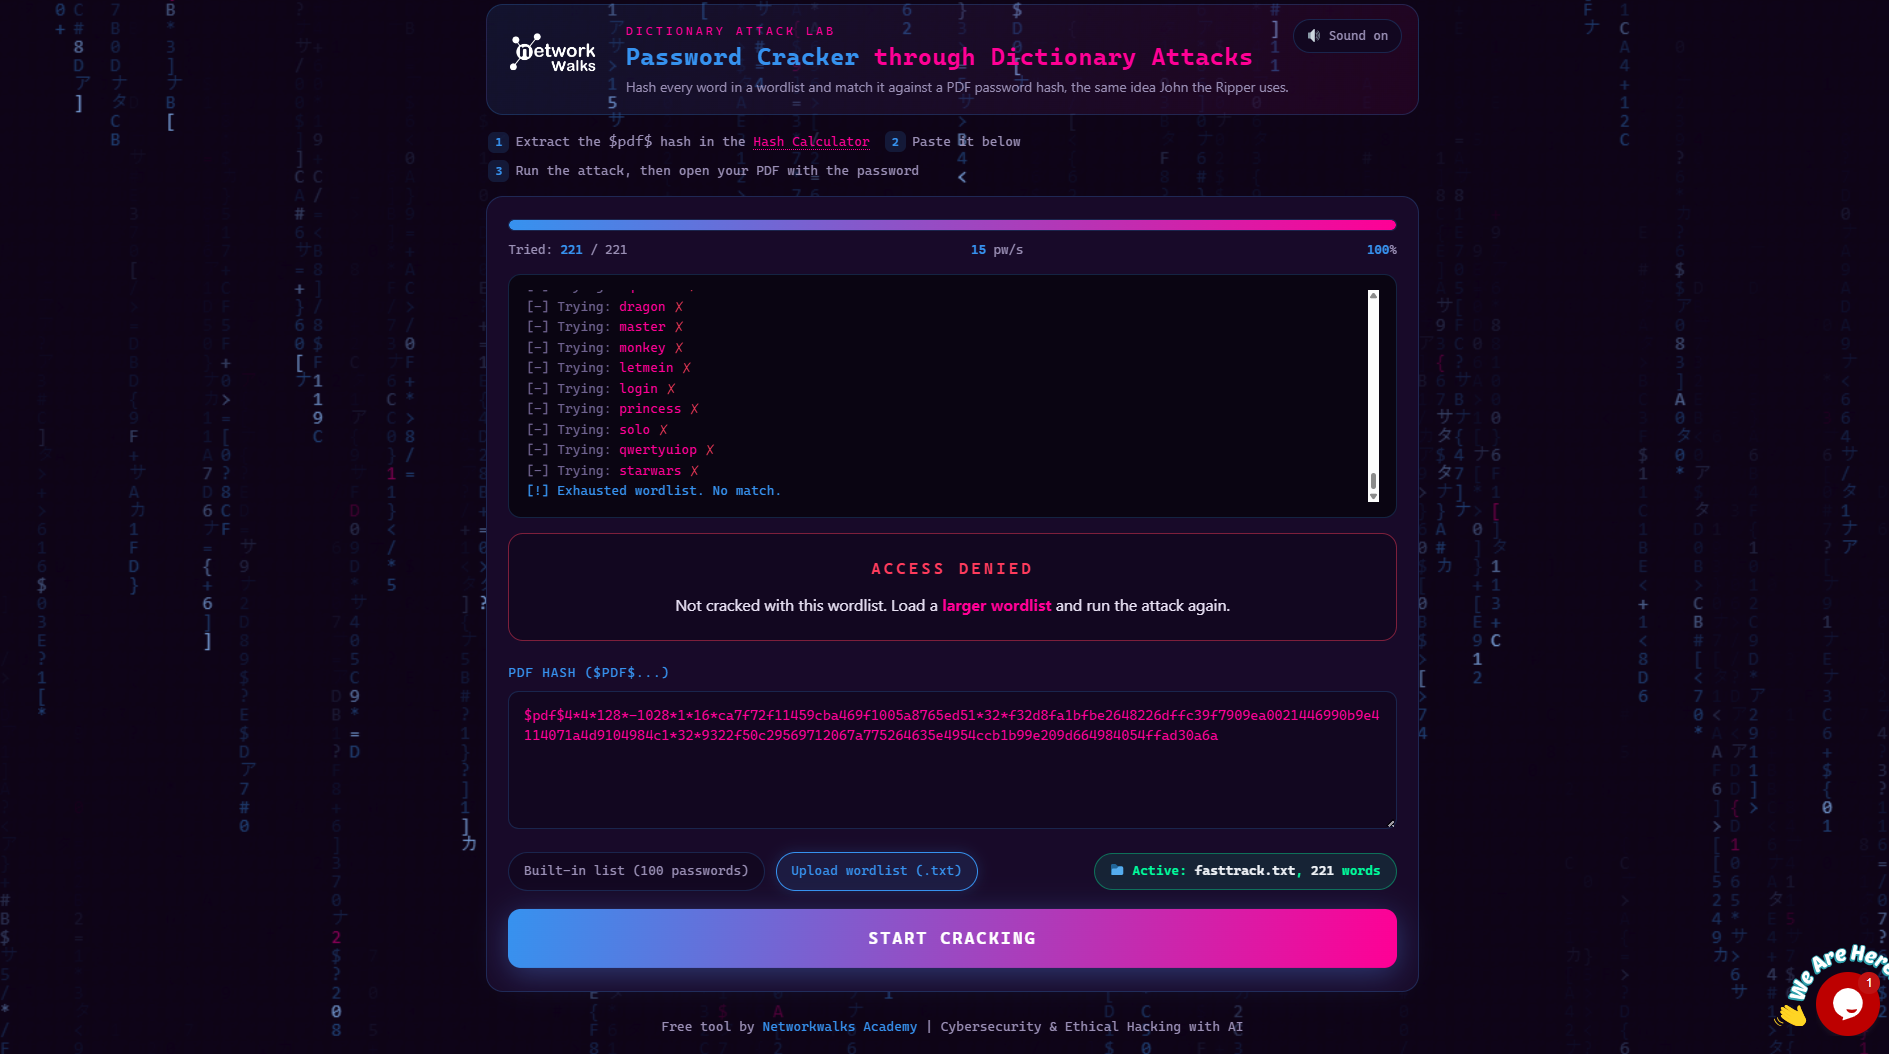 network
walks
DICTIONARY ATTACK LAB
Password Cracker through Dictionary Attacks
Hash every word in a wordlist and match it against a PDF password hash, the same idea John the Ripper uses.
Sound on
1 Extract the $pdf$ hash in the Hash Calculator 2 Paste it below
3 Run the attack, then open your PDF with the password
Tried: 221 / 221 15 pw/s 100%
[-] Trying: dragon ✗
[-] Trying: master ✗
[-] Trying: monkey ✗
[-] Trying: letmein ✗
[-] Trying: login ✗
[-] Trying: princess ✗
[-] Trying: solo ✗
[-] Trying: qwertyuiop ✗
[-] Trying: starwars ✗
[!] Exhausted wordlist. No match.
ACCESS DENIED
Not cracked with this wordlist. Load a larger wordlist and run the attack again.
PDF HASH ($PDF$...)
$pdf$4*4*128*-1028*1*16*ca7f72f11459cba469f1005a8765ed51*32*f32d8fa1bfbe2648226dffc39f7909ea0021446990b9e4
114071a4d9104984c1*32*9322f50c29569712067a775264635e4954ccb1b99e209d664984054ffad30a6a
Built-in list (100 passwords) Upload wordlist (.txt) Active: fasttrack.txt, 221 words
START CRACKING
We Are Here
1
Free tool by Networkwalks Academy | Cybersecurity & Ethical Hacking with AI